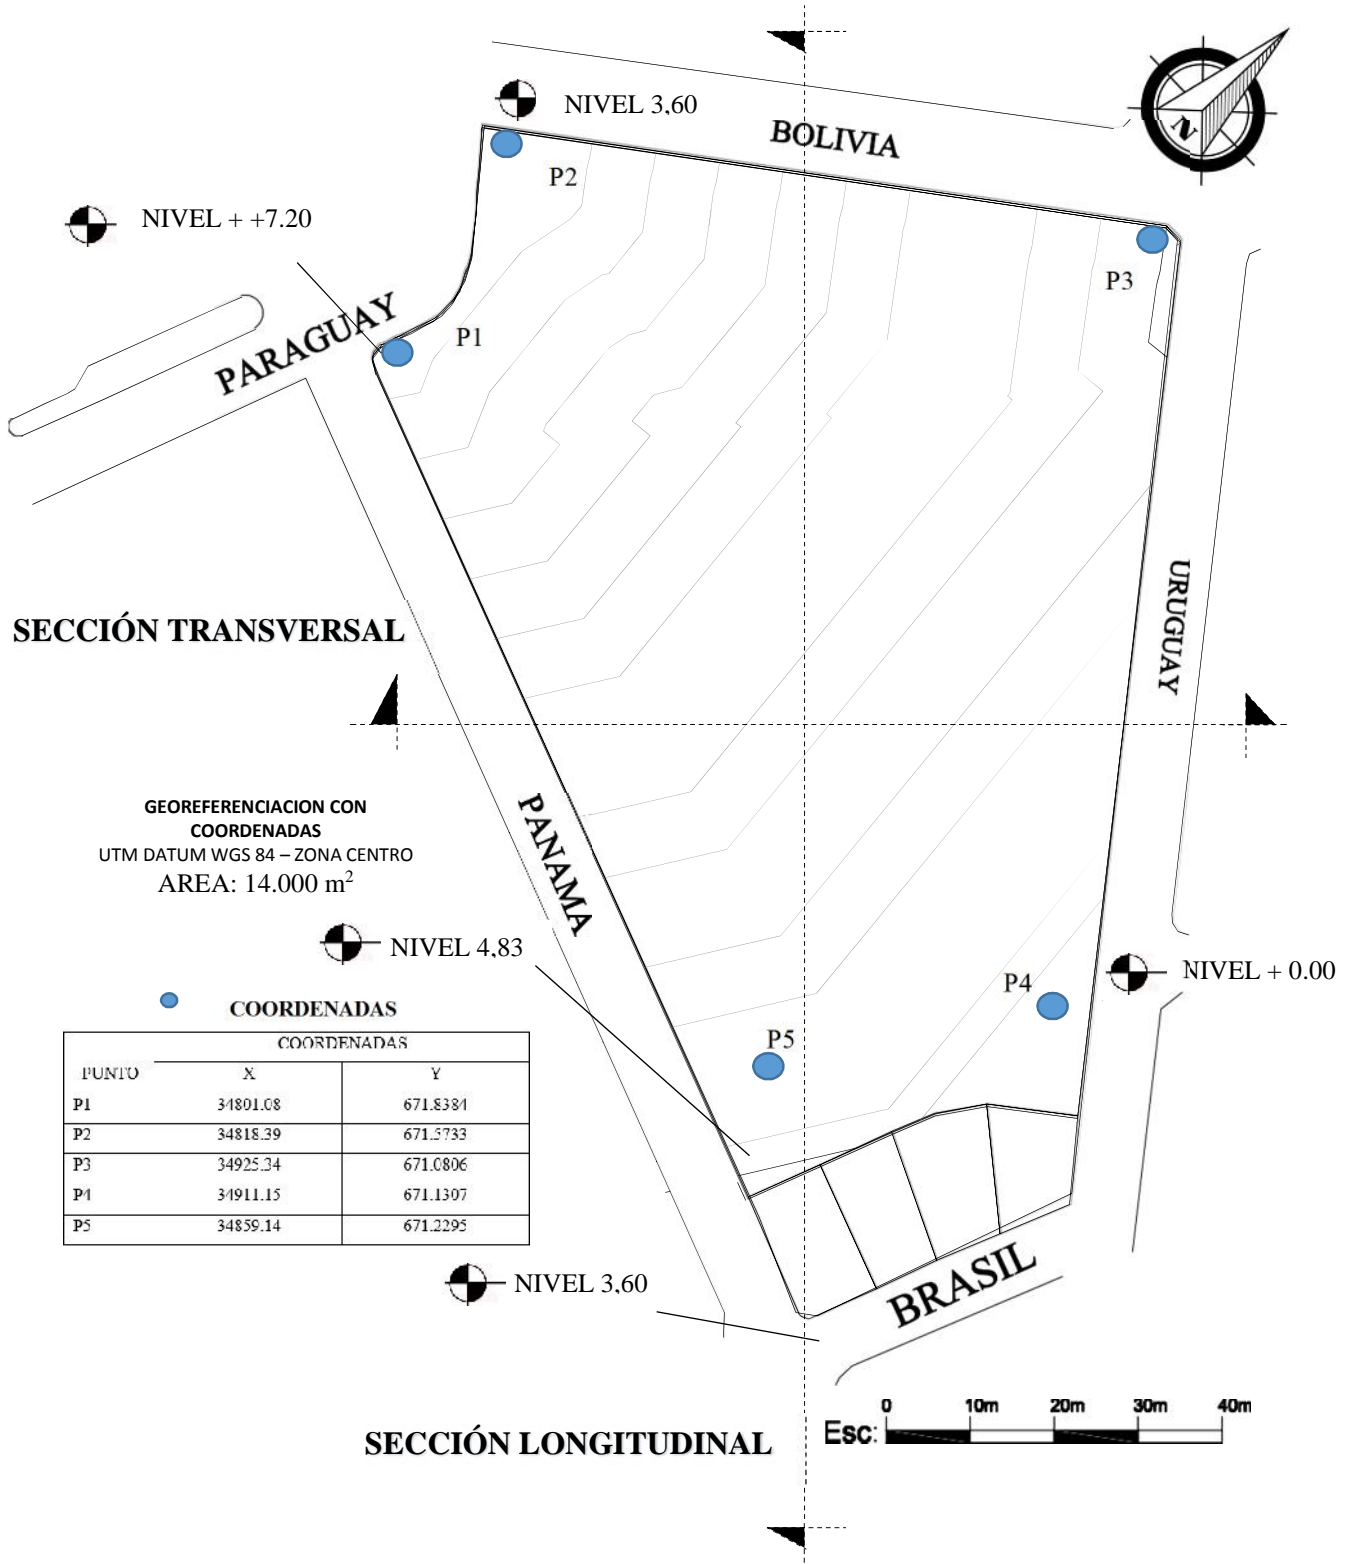 NIVEL 3,60
BOLIVIA
N
P2
NIVEL + +7.20
P3
PARAGUAY
P1
URUGUAY
SECCIÓN TRANSVERSAL
PANAMA
GEOREFERENCIACION CON
COORDENADAS
UTM DATUM WGS 84 – ZONA CENTRO
AREA: 14.000 m²
NIVEL 4,83
NIVEL + 0.00
P4
COORDENADAS
P5
COORDENADAS
PUNTO X Y
P1 34801.08 671.8384
P2 34818.39 671.5733
P3 34925.34 671.0806
P4 34911.15 671.1307
P5 34859.14 671.2295
NIVEL 3,60
BRASIL
0 10m 20m 30m 40m
Esc:
SECCIÓN LONGITUDINAL